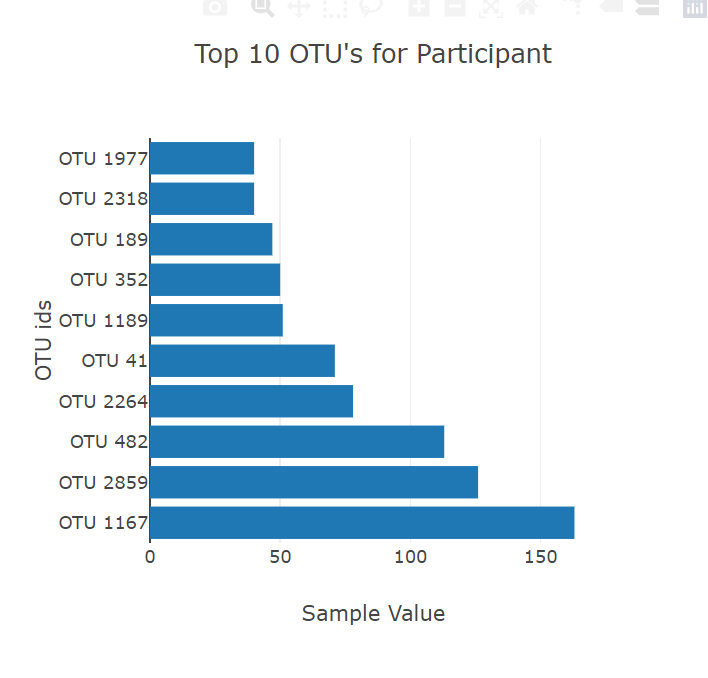 Top 10 OTU's for Participant
OTU 1977
OTU 2318
OTU 189
OTU 352
OTU 1189
OTU 41
OTU 2264
OTU 482
OTU 2859
OTU 1167
OTU ids
0 50 100 150
Sample Value